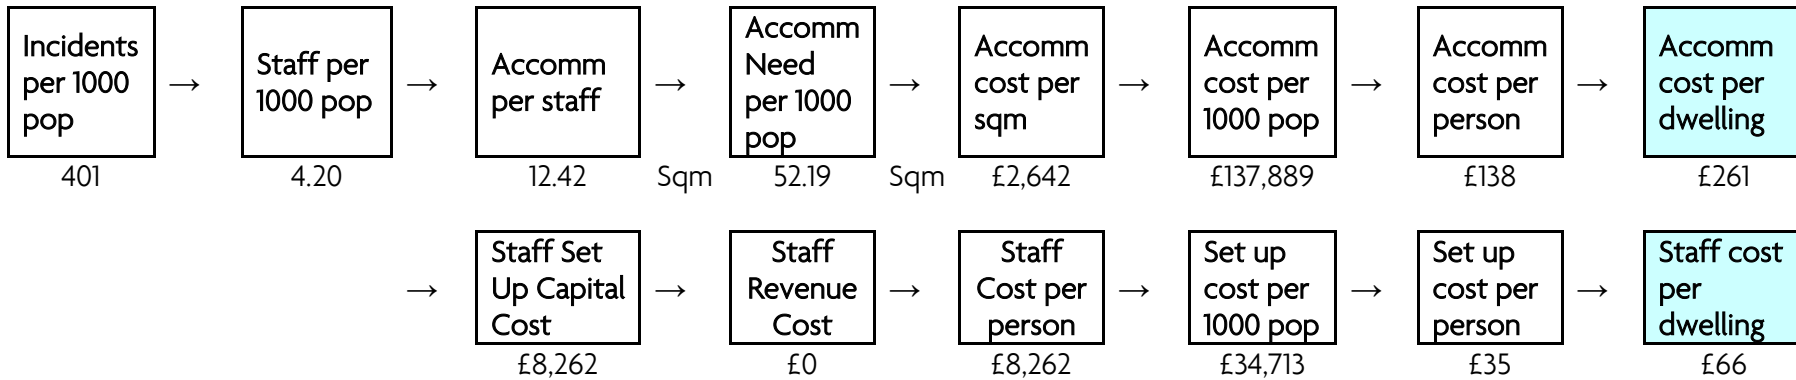 Incidents
per 1000
pop
→
Staff per
1000 pop
→
Accomm
per staff
→
Accomm
Need
per 1000
pop
→
Accomm
cost per
sqm
→
Accomm
cost per
1000 pop
→
Accomm
cost per
person
→
Accomm
cost per
dwelling
401
4.20
12.42
Sqm
52.19
Sqm
£2,642
£137,889
£138
£261
→
Staff Set
Up Capital
Cost
→
Staff
Revenue
Cost
→
Staff
Cost per
person
→
Set up
cost per
1000 pop
→
Set up
cost per
person
→
Staff cost
per
dwelling
£8,262
£0
£8,262
£34,713
£35
£66